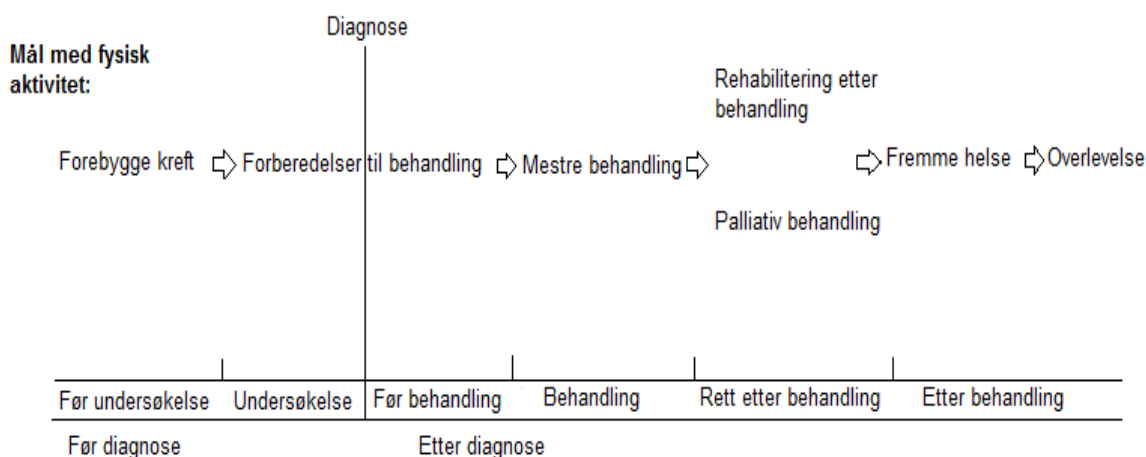 Diagnose
Mål med fysisk
aktivitet:
Rehabilitering etter
behandling
Forebygge kreft Forberedelser til behandling Mestre behandling Fremme helse Overlevelse
Palliativ behandling
Før undersøkelse Undersøkelse Før behandling Behandling Rett etter behandling Etter behandling
Før diagnose Etter diagnose